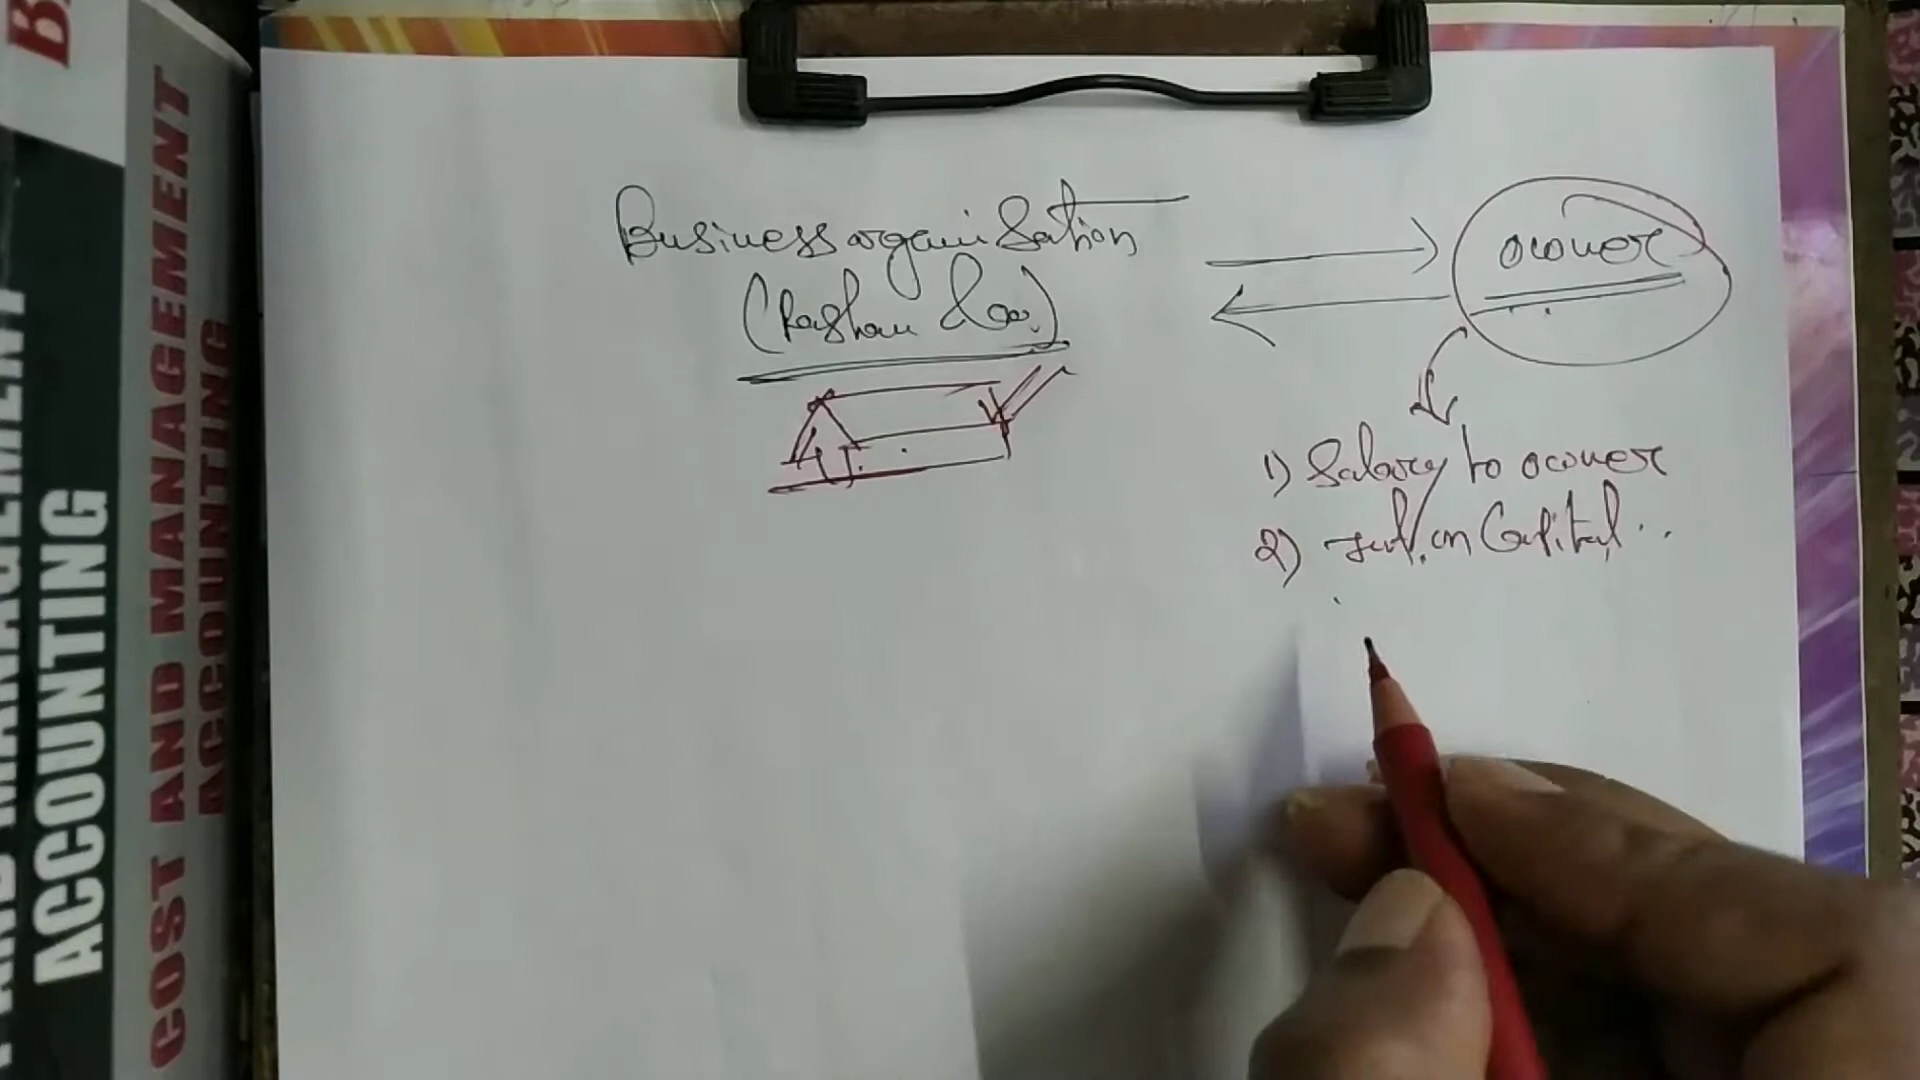 Business organisation
owner
(Roshan & Co.)
1) Salary to owner
2) Int. on Capital ..
ACCOUNTING
COST AND MANAGEMENT
ACCOUNTING